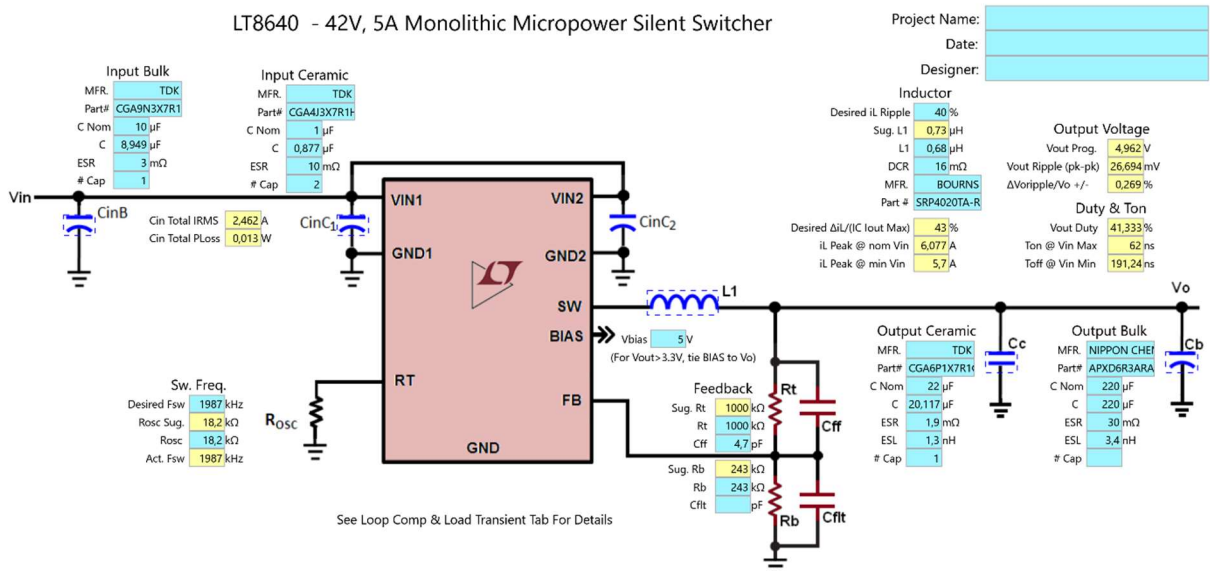 LT8640 - 42V, 5A Monolithic Micropower Silent Switcher
Project Name:
Date:
Designer:
Input Bulk
MFR. TDK
Part# CGA9N3X7R1
C Nom 10 µF
C 8,949 µF
ESR 3 mΩ
# Cap 1
Input Ceramic
MFR. TDK
Part# CGA4J3X7R1H
C Nom 1 µF
C 0,877 µF
ESR 10 mΩ
# Cap 2
Inductor
Desired iL Ripple 40 %
Sug. L1 0,73 µH
L1 0,68 µH
DCR 16 mΩ
MFR. BOURNS
Part # SRP4020TA-R
Desired ΔiL/(IC Iout Max) 43 %
iL Peak @ nom Vin 6,077 A
iL Peak @ min Vin 5,7 A
Output Voltage
Vout Prog. 4,962 V
Vout Ripple (pk-pk) 26,694 mV
ΔVoripple/Vo +/- 0,269 %
Duty & Ton
Vout Duty 41,333 %
Ton @ Vin Max 62 ns
Toff @ Vin Min 191,24 ns
Vin
CinB
Cin Total IRMS 2,462 A
Cin Total PLoss 0,013 W
CinC1
CinC2
VIN1
VIN2
GND1
GND2
SW
BIAS
RT
FB
GND
L1
Vo
Vbias 5 V
(For Vout>3.3V, tie BIAS to Vo)
Output Ceramic
MFR. TDK
Part# CGA6P1X7R1
C Nom 22 µF
C 20,117 µF
ESR 1,9 mΩ
ESL 1,3 nH
# Cap 1
Cc
Output Bulk
MFR. NIPPON CHEM
Part# APXD6R3ARA
C Nom 220 µF
C 220 µF
ESR 30 mΩ
ESL 3,4 nH
# Cap
Cb
Sw. Freq.
Desired Fsw 1987 kHz
Rosc Sug. 18,2 kΩ
Rosc 18,2 kΩ
Act. Fsw 1987 kHz
ROSC
Feedback
Sug. Rt 1000 kΩ
Rt 1000 kΩ
Cff 4,7 pF
Sug. Rb 243 kΩ
Rb 243 kΩ
Cflt pF
Rt
Cff
Rb
Cflt
See Loop Comp & Load Transient Tab For Details